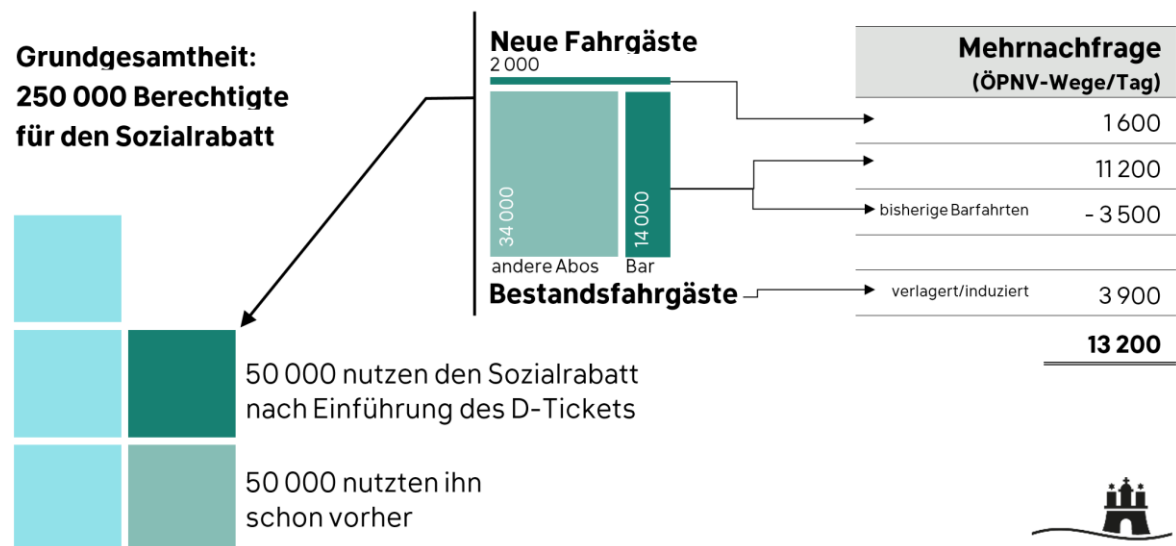 Grundgesamtheit:
250 000 Berechtigte
für den Sozialrabatt
Neue Fahrgäste
2 000
34 000
14 000
andere Abos
Bar
Bestandsfahrgäste
Mehrnachfrage
(ÖPNV-Wege/Tag)
1 600
11 200
bisherige Barfahrten - 3 500
verlagert/induziert 3 900
13 200
50 000 nutzen den Sozialrabatt
nach Einführung des D-Tickets
50 000 nutzten ihn
schon vorher